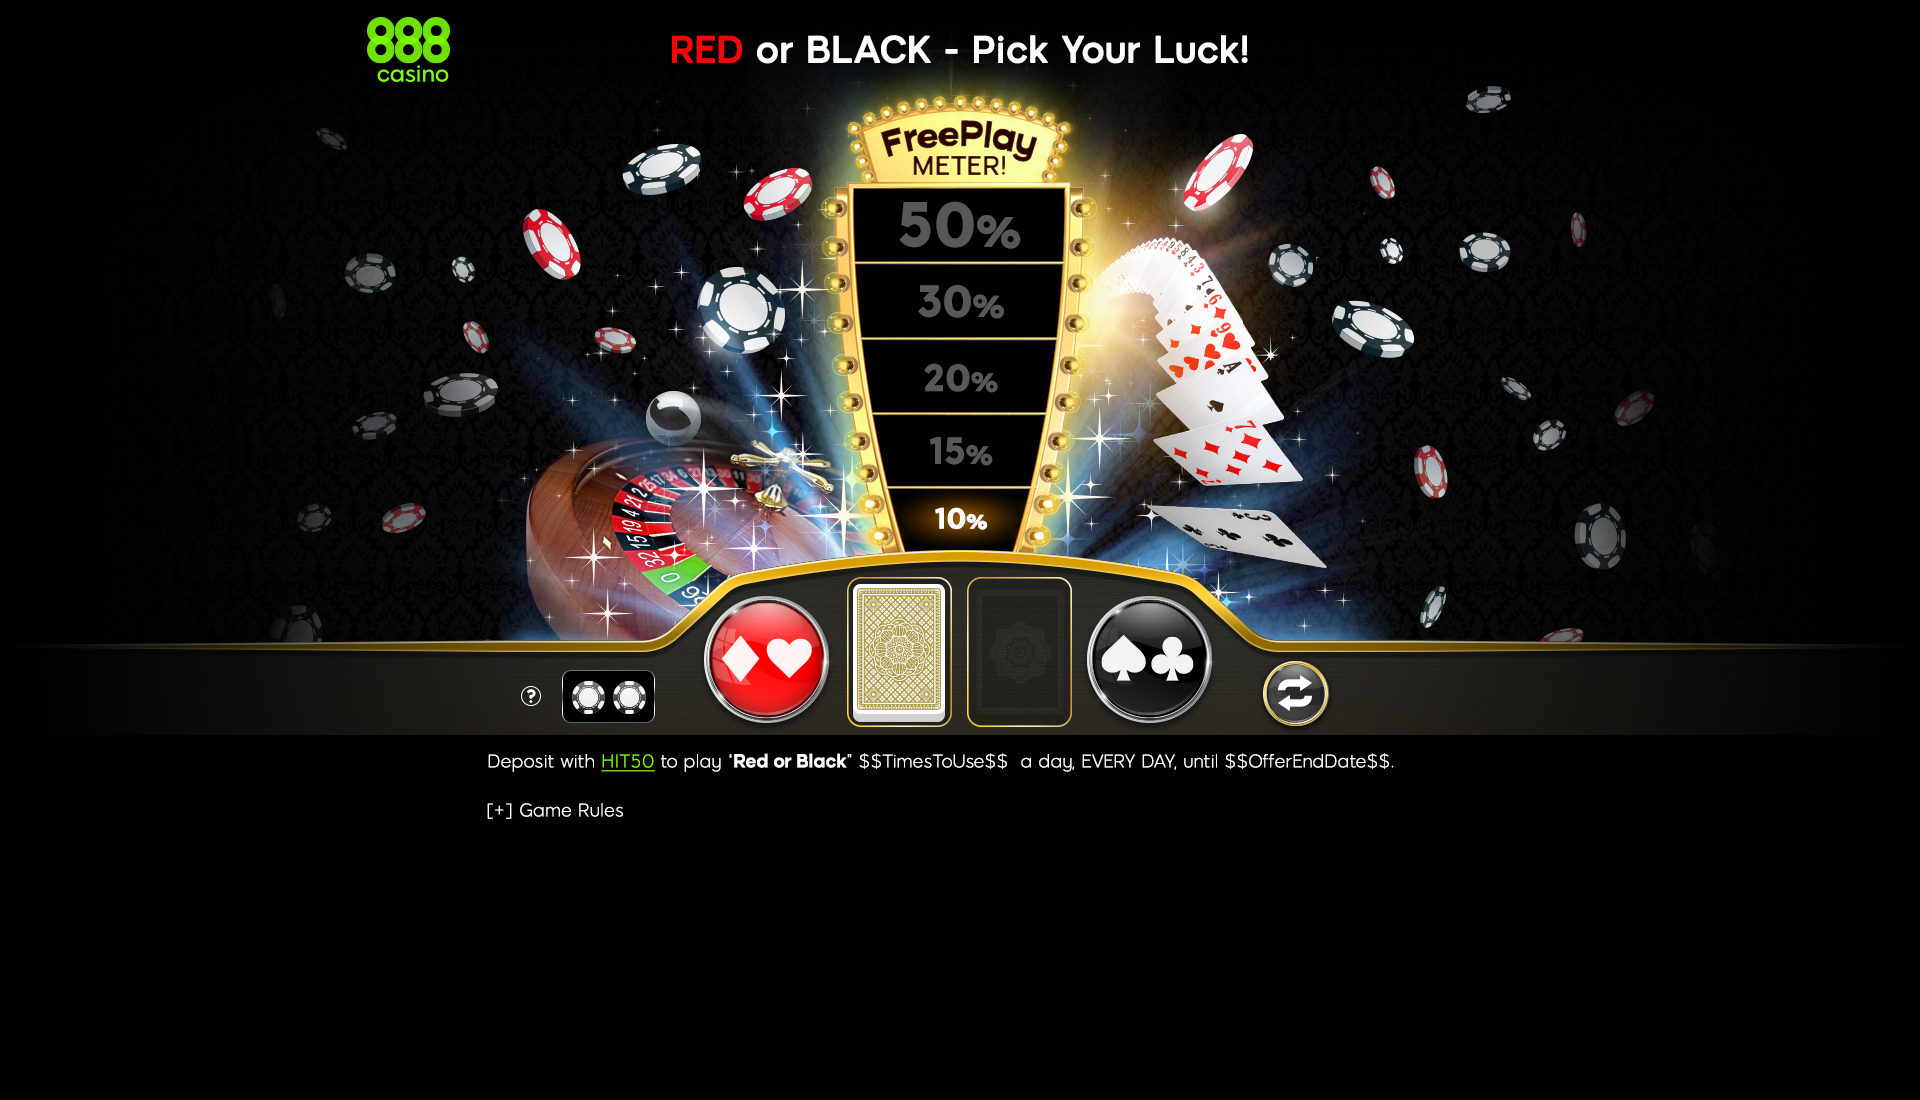 888
casino
RED or BLACK - Pick Your Luck!
FreePlay
METER!
50%
30%
20%
15%
10%
?
Deposit with HIT50 to play ‘Red or Black” $$TimesToUse$$ a day, EVERY DAY, until $$OfferEndDate$$.
[+] Game Rules